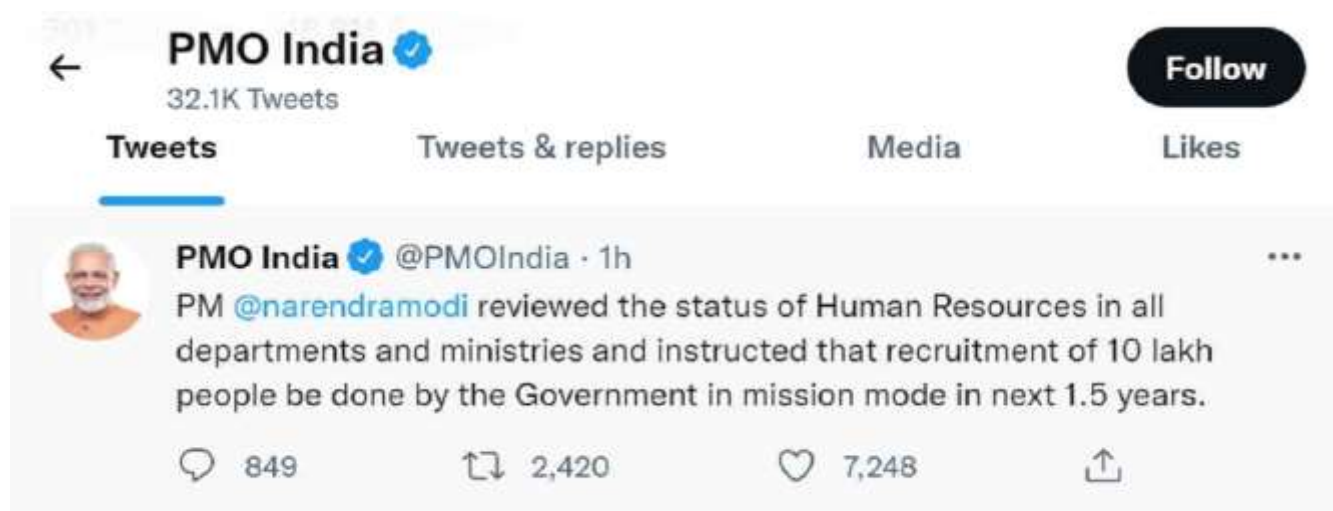 PMO India
Follow
32.1K Tweets
Tweets Tweets & replies Media Likes
PMO India @PMOIndia · 1h
PM @narendramodi reviewed the status of Human Resources in all
departments and ministries and instructed that recruitment of 10 lakh
people be done by the Government in mission mode in next 1.5 years.
849 2,420 7,248